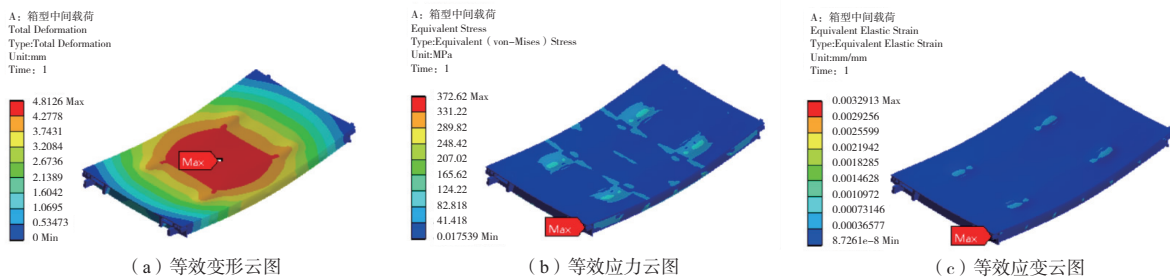 A：箱型中间载荷
Total Deformation
Type:Total Deformation
Unit:mm
Time：1
4.8126 Max
4.2778
3.7431
3.2084
2.6736
2.1389
1.6042
1.0695
0.53473
0 Min
Max
（a）等效变形云图
A：箱型中间载荷
Equivalent Stress
Type:Equivalent（von-Mises）Stress
Unit:MPa
Time：1
372.62 Max
331.22
289.82
248.42
207.02
165.62
124.22
82.818
41.418
0.017539 Min
Max
（b）等效应力云图
A：箱型中间载荷
Equivalent Elastic Strain
Type:Equivalent Elastic Strain
Unit:mm/mm
Time：1
0.0032913 Max
0.0029256
0.0025599
0.0021942
0.0018285
0.0014628
0.0010972
0.00073146
0.00036577
8.7261e-8 Min
Max
（c）等效应变云图